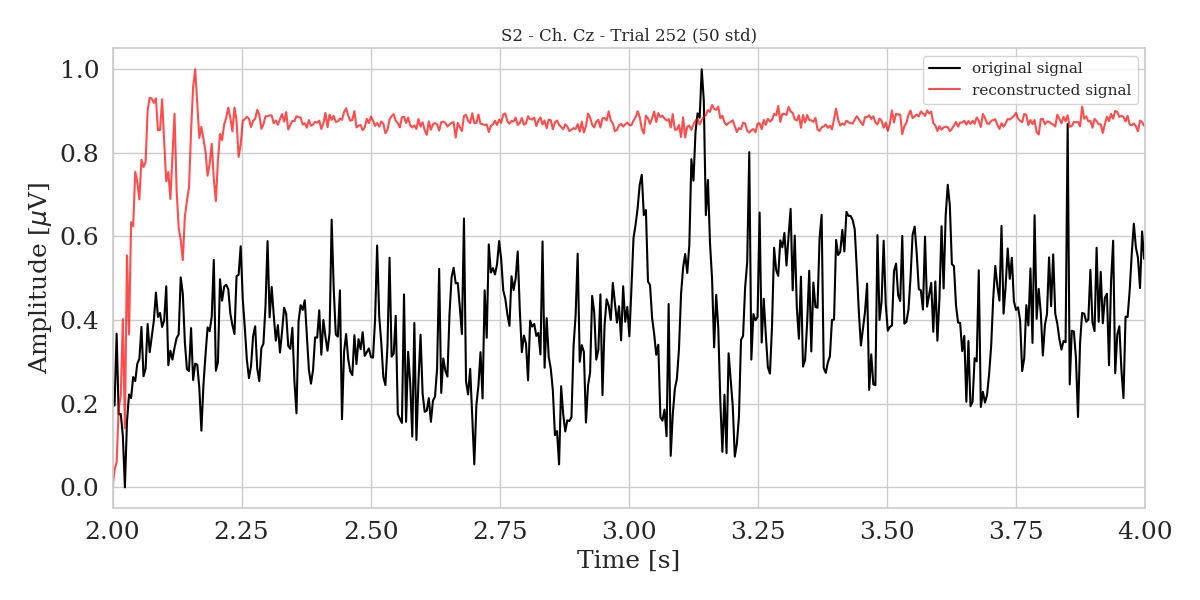 S2 - Ch. Cz - Trial 252 (50 std)
original signal
reconstructed signal
Amplitude [μV]
1.0
0.8
0.6
0.4
0.2
0.0
2.00 2.25 2.50 2.75 3.00 3.25 3.50 3.75 4.00
Time [s]